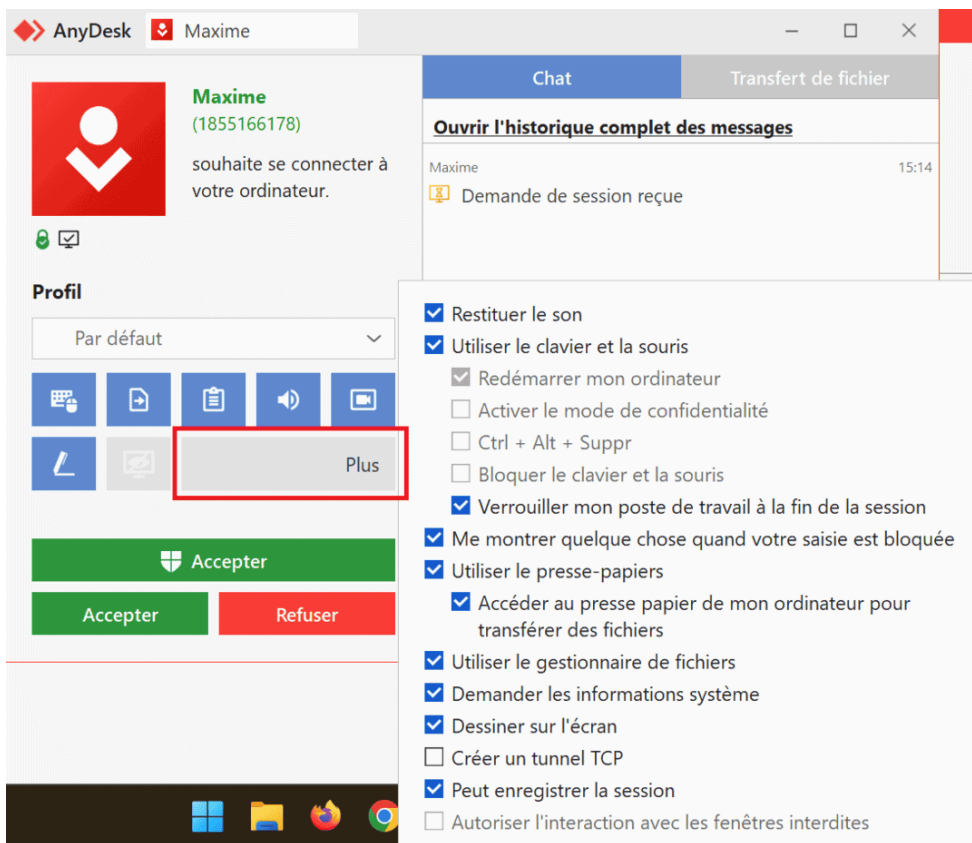 AnyDesk
Maxime
Maxime
(1855166178)
souhaite se connecter à
votre ordinateur.
Profil
Par défaut
Plus
Accepter
Accepter
Refuser
Chat
Transfert de fichier
Ouvrir l'historique complet des messages
Maxime
15:14
Demande de session reçue
Restituer le son
Utiliser le clavier et la souris
Redémarrer mon ordinateur
Activer le mode de confidentialité
Ctrl + Alt + Suppr
Bloquer le clavier et la souris
Verrouiller mon poste de travail à la fin de la session
Me montrer quelque chose quand votre saisie est bloquée
Utiliser le presse-papiers
Accéder au presse papier de mon ordinateur pour
transférer des fichiers
Utiliser le gestionnaire de fichiers
Demander les informations système
Dessiner sur l'écran
Créer un tunnel TCP
Peut enregistrer la session
Autoriser l'interaction avec les fenêtres interdites